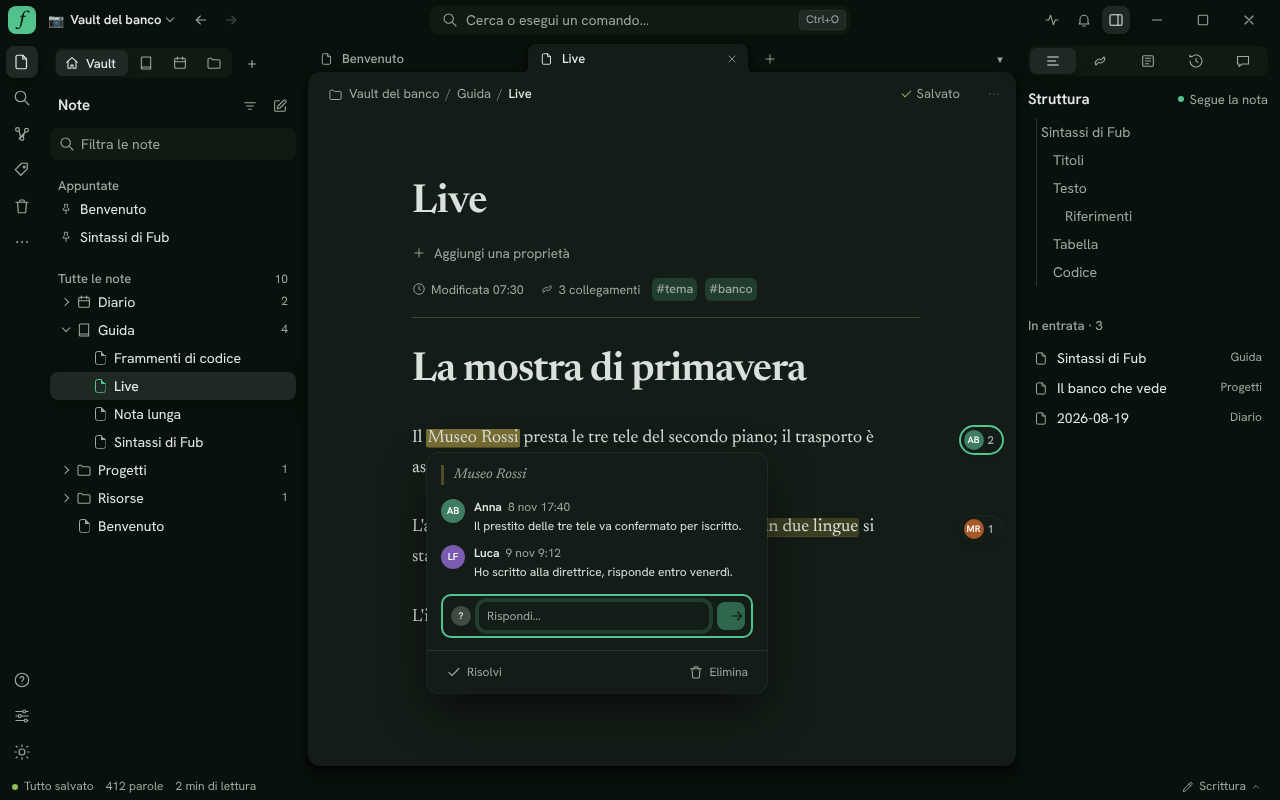 f
Vault del banco
Cerca o esegui un comando...
Ctrl+O
Vault
Benvenuto
Live
Note
Vault del banco / Guida / Live
Salvato
Struttura
Segue la nota
Filtra le note
Sintassi di Fub
Titoli
Testo
Riferimenti
Tabella
Codice
Appuntate
Benvenuto
Sintassi di Fub
Live
Aggiungi una proprietà
Tutte le note 10
Diario 2
Guida 4
Frammenti di codice
Live
Nota lunga
Sintassi di Fub
Progetti 1
Risorse 1
Benvenuto
Modificata 07:30
3 collegamenti
#tema
#banco
In entrata · 3
Sintassi di Fub Guida
Il banco che vede Progetti
2026-08-19 Diario
La mostra di primavera
Il Museo Rossi presta le tre tele del secondo piano; il trasporto è
AB 2
as
Museo Rossi
AB
Anna 8 nov 17:40
Il prestito delle tre tele va confermato per iscritto.
in due lingue si
MR 1
LF
Luca 9 nov 9:12
Ho scritto alla direttrice, risponde entro venerdì.
?
Rispondi...
Risolvi
Elimina
Tutto salvato
412 parole
2 min di lettura
Scrittura